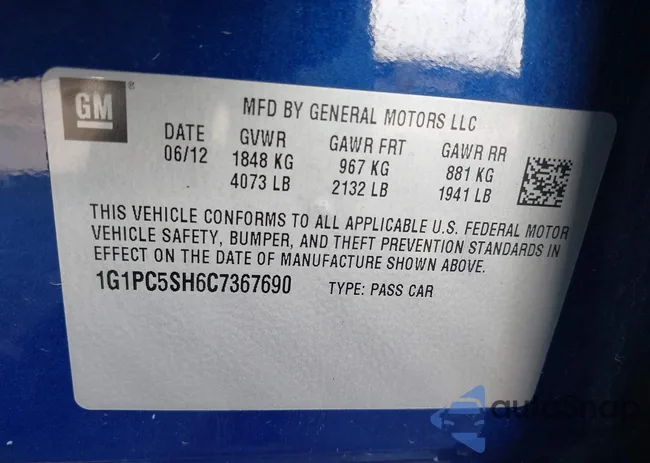 GM
®
MFD BY GENERAL MOTORS LLC
DATE GVWR GAWR FRT GAWR RR
06/12 1848 KG 967 KG 881 KG
4073 LB 2132 LB 1941 LB
THIS VEHICLE CONFORMS TO ALL APPLICABLE U.S. FEDERAL MOTOR
VEHICLE SAFETY, BUMPER, AND THEFT PREVENTION STANDARDS IN
EFFECT ON THE DATE OF MANUFACTURE SHOWN ABOVE.
1G1PC5SH6C7367690 TYPE: PASS CAR
autoSnap